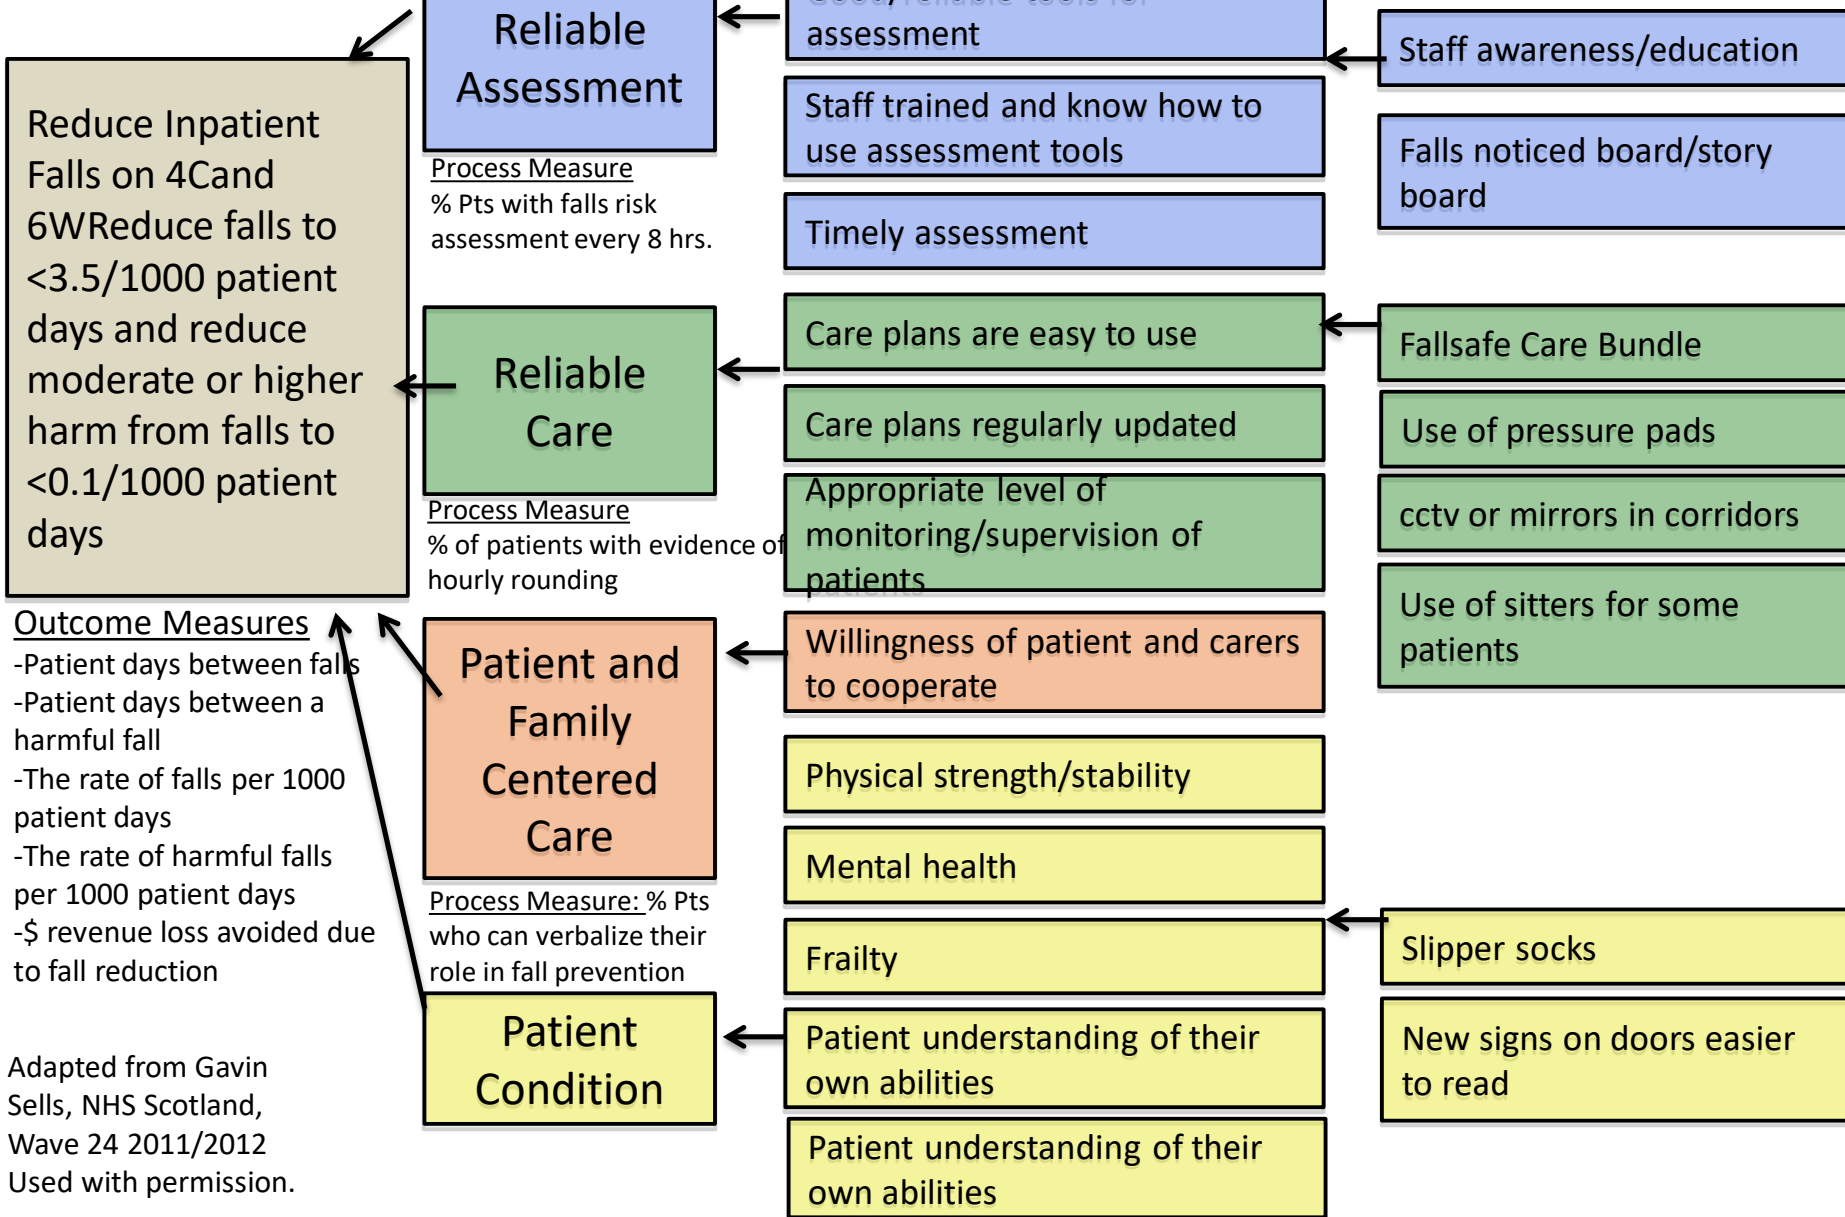 Reduce Inpatient
Falls on 4Cand
6WReduce falls to
<3.5/1000 patient
days and reduce
moderate or higher
harm from falls to
<0.1/1000 patient
days
Outcome Measures
-Patient days between falls
-Patient days between a
harmful fall
-The rate of falls per 1000
patient days
-The rate of harmful falls
per 1000 patient days
-$ revenue loss avoided due
to fall reduction
Adapted from Gavin
Sells, NHS Scotland,
Wave 24 2011/2012
Used with permission.
Reliable
Assessment
Process Measure
% Pts with falls risk
assessment every 8 hrs.
Reliable
Care
Process Measure
% of patients with evidence of
hourly rounding
Patient and
Family
Centered
Care
Process Measure: % Pts
who can verbalize their
role in fall prevention
Patient
Condition
tools for
assessment
Staff trained and know how to
use assessment tools
Timely assessment
Care plans are easy to use
Care plans regularly updated
Appropriate level of
monitoring/supervision of
patients
Willingness of patient and carers
to cooperate
Physical strength/stability
Mental health
Frailty
Patient understanding of their
own abilities
Patient understanding of their
own abilities
Staff awareness/education
Falls noticed board/story
board
Fallsafe Care Bundle
Use of pressure pads
cctv or mirrors in corridors
Use of sitters for some
patients
Slipper socks
New signs on doors easier
to read